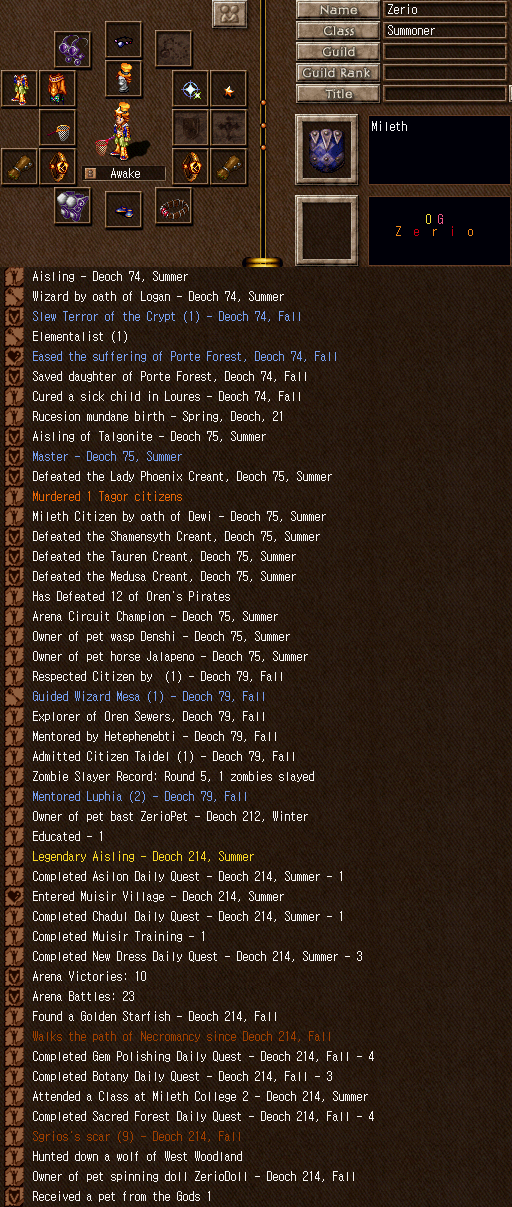 Name Zerio
Class Summoner
Guild
Guild Rank
Title
Mileth
Awake
OG
Zerio
Aisling - Deoch 74, Summer
Wizard by oath of Logan - Deoch 74, Summer
Slew Terror of the Crypt (1) - Deoch 74, Fall
Elementalist (1)
Eased the suffering of Porte Forest, Deoch 74, Fall
Saved daughter of Porte Forest, Deoch 74, Fall
Cured a sick child in Loures - Deoch 74, Fall
Rucesion mundane birth - Spring, Deoch, 21
Aisling of Talgonite - Deoch 75, Summer
Master - Deoch 75, Summer
Defeated the Lady Phoenix Creant, Deoch 75, Summer
Murdered 1 Tagor citizens
Mileth Citizen by oath of Dewi - Deoch 75, Summer
Defeated the Shamensyth Creant, Deoch 75, Summer
Defeated the Tauren Creant, Deoch 75, Summer
Defeated the Medusa Creant, Deoch 75, Summer
Has Defeated 12 of Oren's Pirates
Arena Circuit Champion - Deoch 75, Summer
Owner of pet wasp Denshi - Deoch 75, Summer
Owner of pet horse Jalapeno - Deoch 75, Summer
Respected Citizen by (1) - Deoch 79, Fall
Guided Wizard Mesa (1) - Deoch 79, Fall
Explorer of Oren Sewers, Deoch 79, Fall
Mentored by Hetephenebti - Deoch 79, Fall
Admitted Citizen Taidel (1) - Deoch 79, Fall
Zombie Slayer Record: Round 5, 1 zombies slayed
Mentored Luphia (2) - Deoch 79, Fall
Owner of pet bast ZerioPet - Deoch 212, Winter
Educated - 1
Legendary Aisling - Deoch 214, Summer
Completed Asilon Daily Quest - Deoch 214, Summer - 1
Entered Muisir Village - Deoch 214, Summer
Completed Chadul Daily Quest - Deoch 214, Summer - 1
Completed Muisir Training - 1
Completed New Dress Daily Quest - Deoch 214, Summer - 3
Arena Victories: 10
Arena Battles: 23
Found a Golden Starfish - Deoch 214, Fall
Walks the path of Necromancy since Deoch 214, Fall
Completed Gem Polishing Daily Quest - Deoch 214, Fall - 4
Completed Botany Daily Quest - Deoch 214, Fall - 3
Attended a Class at Mileth College 2 - Deoch 214, Summer
Completed Sacred Forest Daily Quest - Deoch 214, Fall - 4
Sgrios's scar (9) - Deoch 214, Fall
Hunted down a wolf of West Woodland
Owner of pet spinning doll ZerioDoll - Deoch 214, Fall
Received a pet from the Gods 1